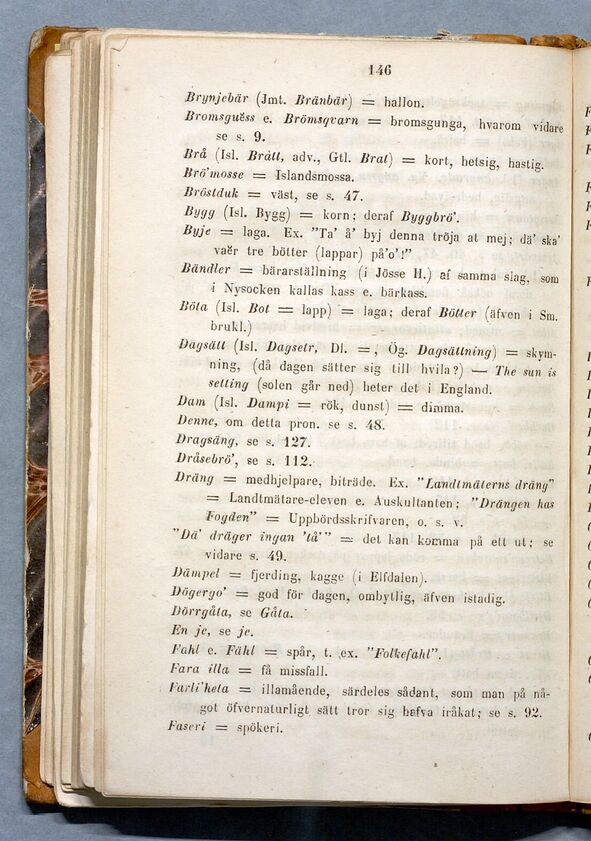 146
Brynjebär (Jmt. Bränbär) = hallon.
Bromsguess e. Brömsqvarn = bromsgunga, hvarom vidare
se s. 9.
Brå (Isl. Brått, adv., Gtl. Brat) = kort, hetsig, hastig.
Brö'mosse = Islandsmossa.
Bröstduk = väst, se s. 47.
Bygg (Isl. Bygg) = korn; deraf Byggbrö'.
Byje = laga. Ex. "Ta' å' byj denna tröja at mej; dä' ska'
vaër tre bötter (lappar) på'o'!"
Bändler = bärarställning (i Jösse H.) af samma slag, som
i Nysocken kallas kass e. bärkass.
Böta (Isl. Bot = lapp) = laga; deraf Bötter (äfven i Sm.
brukl.)
Dagsätt (Isl. Dagsetr, Dl. =, Ög. Dagsättning) = skym-
ning, (då dagen sätter sig till hvila?) — The sun is
setting (solen går ned) heter det i England.
Dam (Isl. Dampi = rök, dunst) = dimma.
Denne, om detta pron. se s. 48.
Dragsäng, se s. 127.
Dråsebrö', se s. 112.
Dräng = medhjelpare, biträde. Ex. "Landtmäterns dräng"
= Landtmätare-eleven e. Auskultanten; "Drängen has
Fogden" = Uppbördsskrifvaren, o. s. v.
"Dä' dräger ingan 'tå'" = det kan komma på ett ut; se
vidare s. 49.
Dämpel = fjerding, kagge (i Elfdalen).
Dögergo' = god för dagen, ombytlig, äfven istadig.
Dörrgåta, se Gåta.
En je, se je.
Fahl e. Fähl = spår, t. ex. "Folkefahl".
Fara illa = få missfall.
Farli'heta = illamående, särdeles sådant, som man på nå-
got öfvernaturligt sätt tror sig hafva iråkat; se s. 92.
Faseri = spökeri.